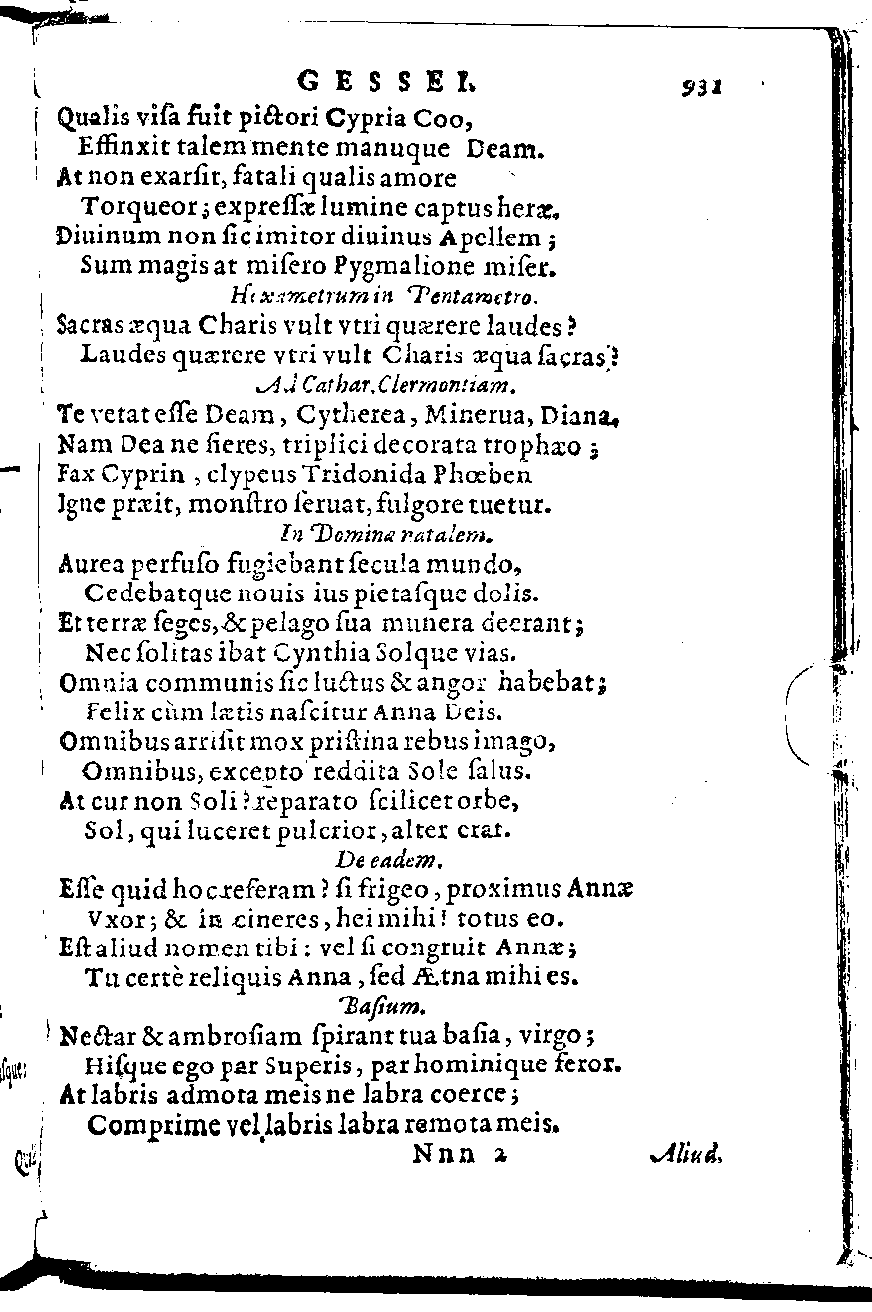 GESSEI. 931
Qualis viſa fuit pictori Cypria Coo,
Effinxit talem mente manuque Deam.
At non exarſit, fatali qualis amore
Torqueor; expreſſæ lumine captus heræ.
Diuinum non ſic imitor diuinus Apellem;
Sum magis at miſero Pygmalione miſer.
Hexametrum in Pentametro.
Sacras æqua Charis vult vtri quærere laudes?
Laudes quærere vtri vult Charis æqua ſacras?
Ad Cathar. Clermontiam.
Te vetat eſſe Deam, Cytherea, Minerua, Diana,
Nam Dea ne fieres, triplici decorata trophæo;
Fax Cyprin, clypeus Tridonida Phœben
Igne præit, monſtro ſeruat, fulgore tuetur.
In Domina natalem.
Aurea perfuſo fugiebant ſecula mundo,
Cedebatque nouis ius pietaſque dolis.
Et terræ ſeges, & pelago ſua munera deerant;
Nec ſolitas ibat Cynthia Solque vias.
Omnia communis ſic luctus & angor habebat;
Felix cùm lætis naſcitur Anna Deis.
Omnibus arriſit mox priſtina rebus imago,
Omnibus, excepto reddita Sole ſalus.
At cur non Soli? reparato ſcilicet orbe,
Sol, qui luceret pulcrior, alter erat.
De eadem.
Eſſe quid hoc referam? ſi frigeo, proximus Annæ
Vxor; & in cineres, hei mihi! totus eo.
Eſt aliud nomen tibi: vel ſi congruit Annæ;
Tu certè reliquis Anna, ſed Ætna mihi es.
Baſium.
Nectar & ambroſiam ſpirant tua baſia, virgo;
Hiſque ego par Superis, par hominique feror.
At labris admota meis ne labra coerce;
Comprime vel labris labra remota meis.
Nnn 2 Aliud.